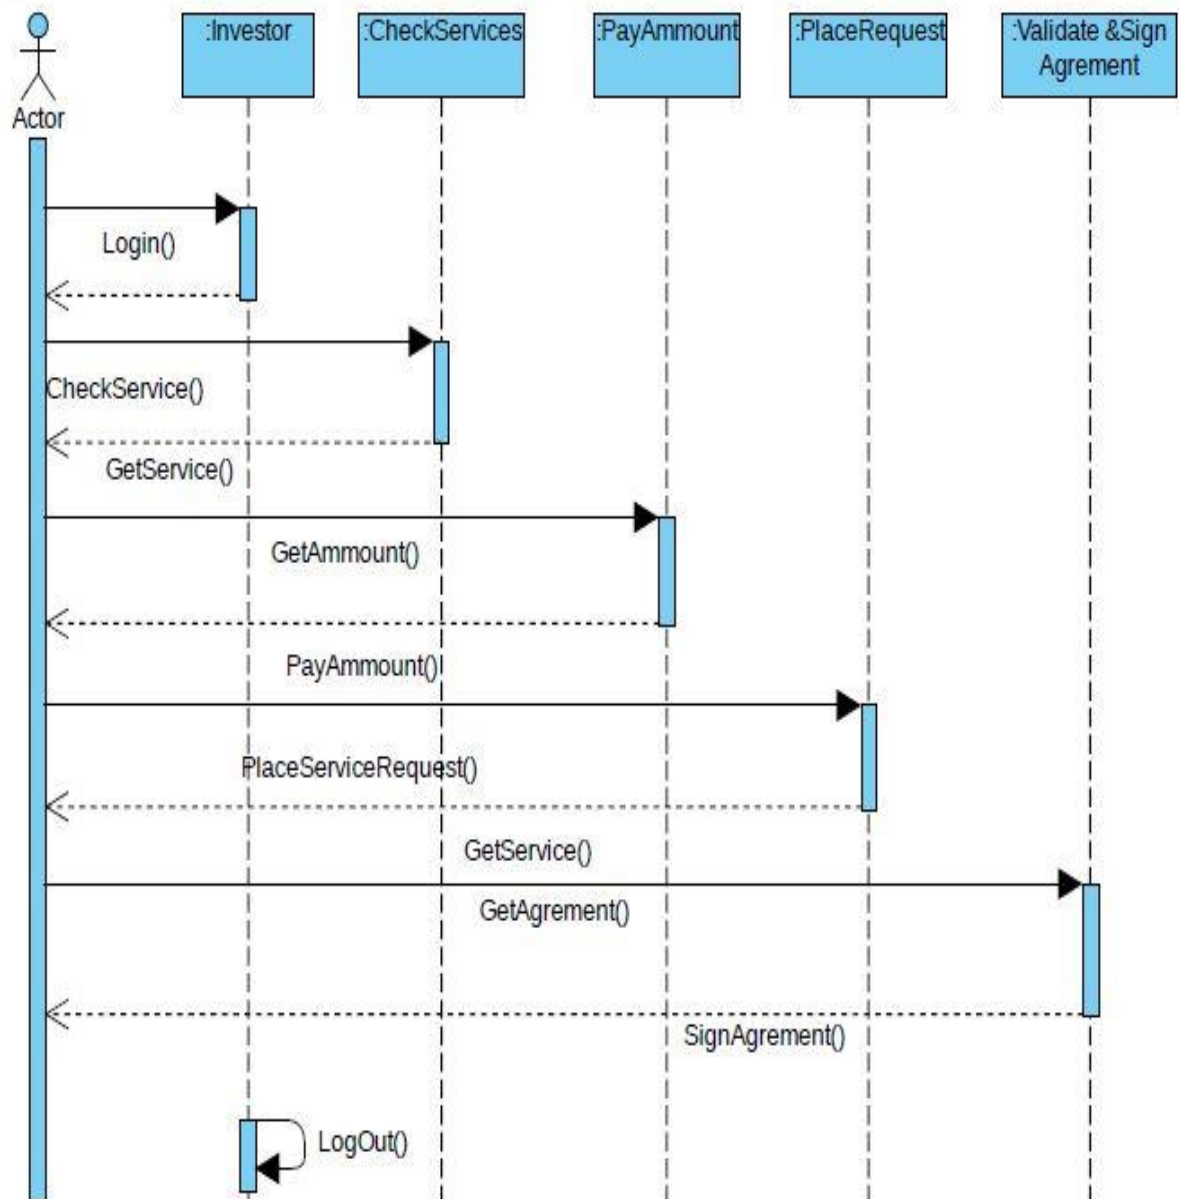 :Investor
:CheckServices
:PayAmmount
:PlaceRequest
:Validate &Sign
Agrement
Actor
Login()
CheckService()
GetService()
GetAmmount()
PayAmmount()
PlaceServiceRequest()
GetService()
GetAgrement()
SignAgrement()
LogOut()